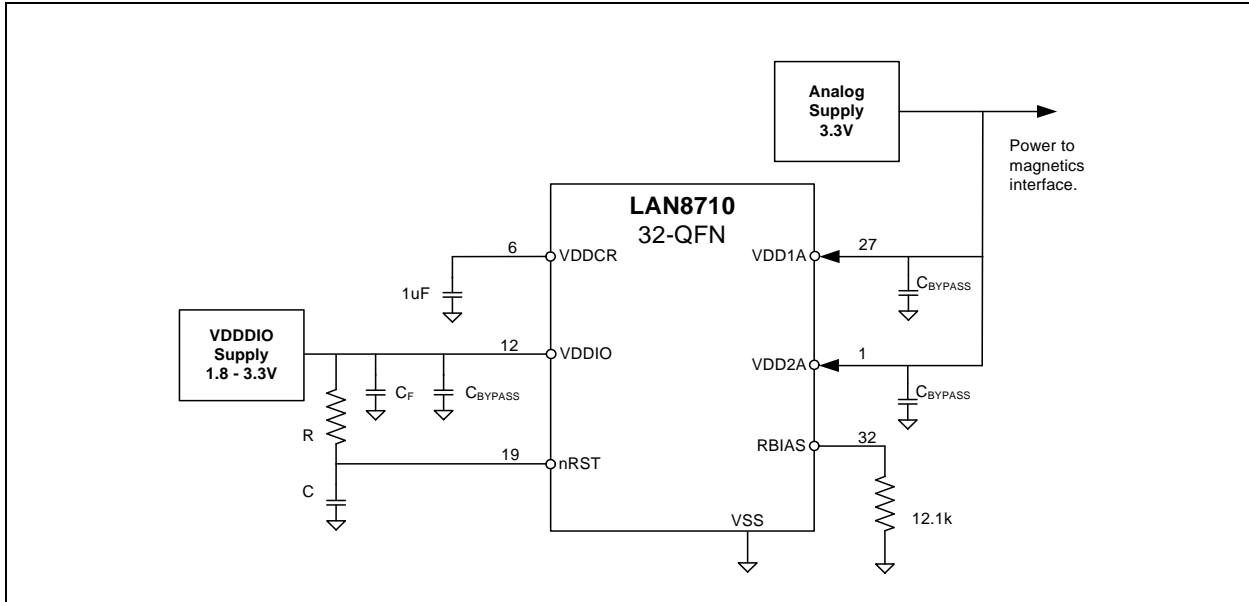 Analog
Supply
3.3V
Power to
magnetics
interface.
LAN8710
32-QFN
6
VDDCR
VDD1A
27
1uF
CBYPASS
VDDDIO
Supply
1.8 - 3.3V
12
VDDIO
VDD2A
1
CF
CBYPASS
CBYPASS
R
RBIAS
32
19
nRST
C
VSS
12.1k